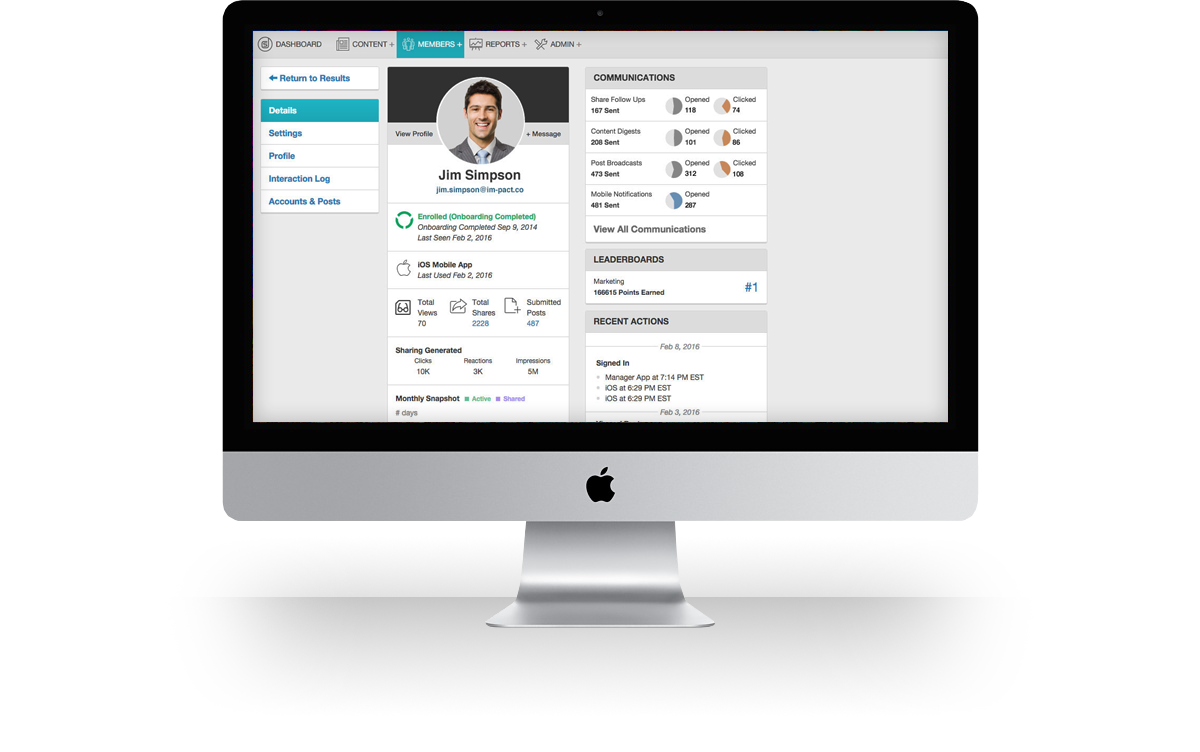 DASHBOARD
CONTENT +
MEMBERS +
REPORTS +
ADMIN +
Return to Results
Details
Settings
Profile
Interaction Log
Accounts & Posts
View Profile
+ Message
Jim Simpson
jim.simpson@im-pact.co
Enrolled (Onboarding Completed)
Onboarding Completed Sep 9, 2014
Last Seen Feb 2, 2016
iOS Mobile App
Last Used Feb 2, 2016
Total
Views
70
Total
Shares
2228
Submitted
Posts
487
Sharing Generated
Clicks
10K
Reactions
3K
Impressions
5M
Monthly Snapshot
Active
Shared
# days
COMMUNICATIONS
Share Follow Ups
167 Sent
Opened
118
Clicked
74
Content Digests
208 Sent
Opened
101
Clicked
86
Post Broadcasts
473 Sent
Opened
312
Clicked
108
Mobile Notifications
481 Sent
Opened
287
View All Communications
LEADERBOARDS
Marketing
166615 Points Earned
#1
RECENT ACTIONS
Feb 8, 2016
Signed In
Manager App at 7:14 PM EST
iOS at 6:29 PM EST
iOS at 6:29 PM EST
Feb 3, 2016